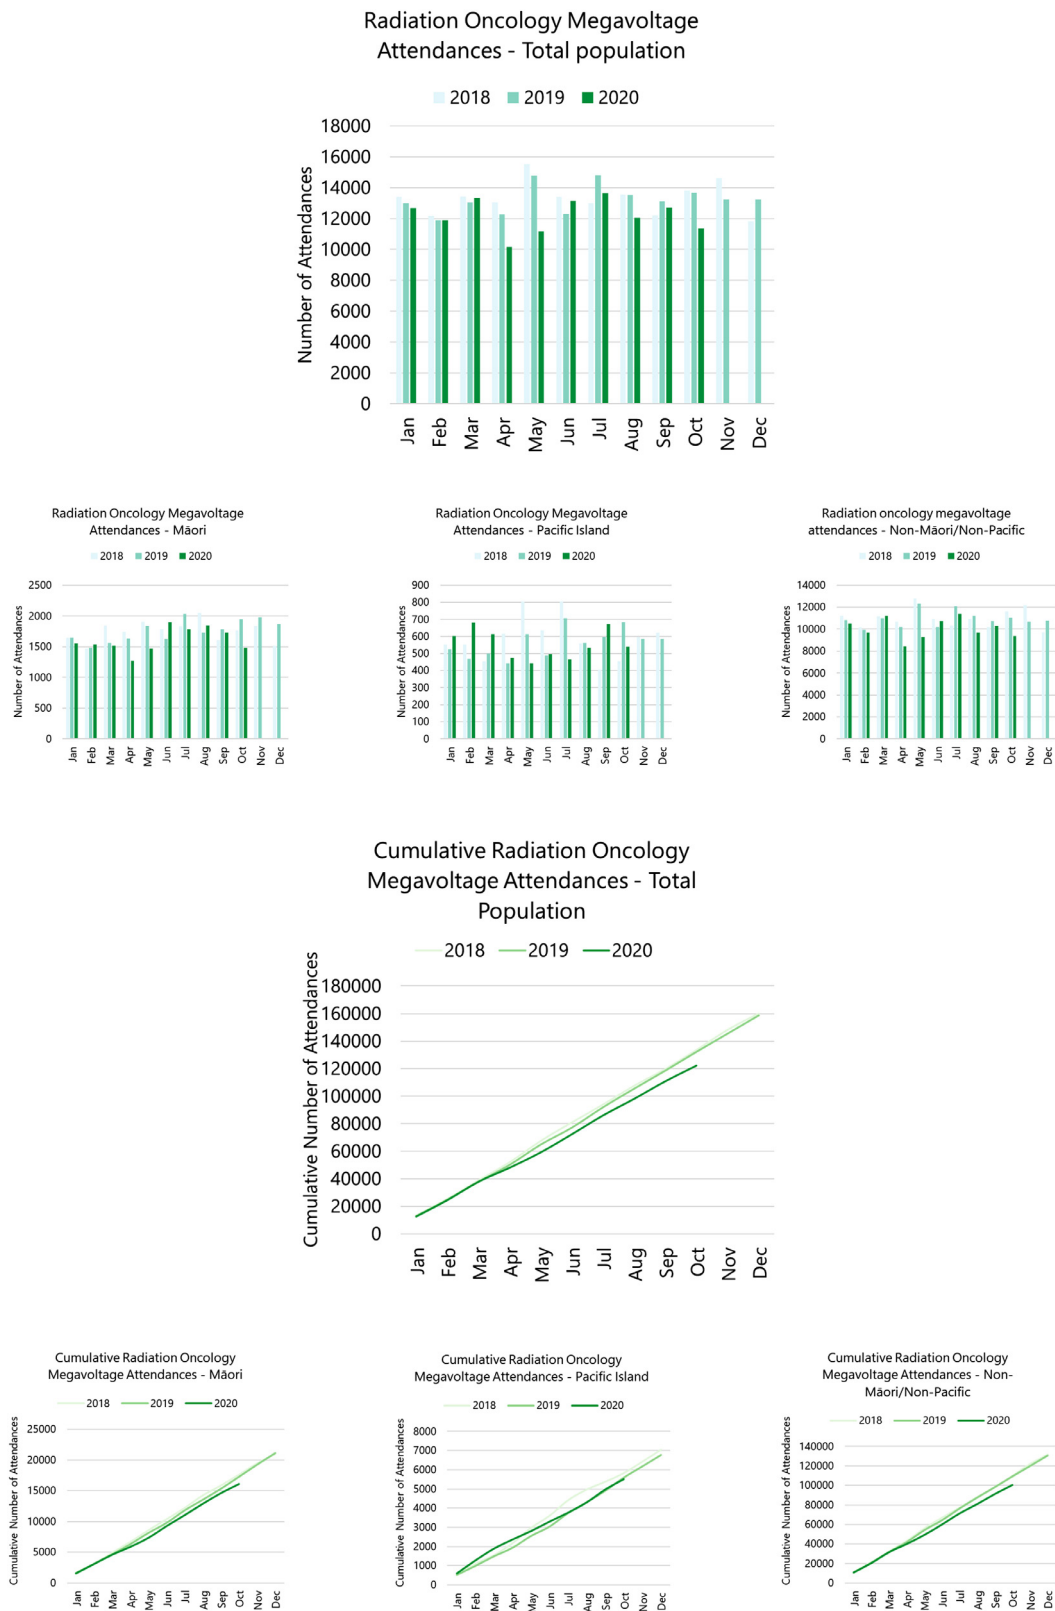 Radiation Oncology Megavoltage
Attendances - Total population
2018 2019 2020
Number of Attendances
18000
16000
14000
12000
10000
8000
6000
4000
2000
0
Jan Feb Mar Apr May Jun Jul Aug Sep Oct Nov Dec
Radiation Oncology Megavoltage
Attendances - Māori
2018 2019 2020
Number of Attendances
2500
2000
1500
1000
500
0
Jan Feb Mar Apr May Jun Jul Aug Sep Oct Nov Dec
Radiation Oncology Megavoltage
Attendances - Pacific Island
2018 2019 2020
Number of Attendances
900
800
700
600
500
400
300
200
100
0
Jan Feb Mar Apr May Jun Jul Aug Sep Oct Nov Dec
Radiation oncology megavoltage
attendances - Non-Māori/Non-Pacific
2018 2019 2020
Number of Attendances
14000
12000
10000
8000
6000
4000
2000
0
Jan Feb Mar Apr May Jun Jul Aug Sep Oct Nov Dec
Cumulative Radiation Oncology
Megavoltage Attendances - Total
Population
2018 2019 2020
Cumulative Number of Attendances
180000
160000
140000
120000
100000
80000
60000
40000
20000
0
Jan Feb Mar Apr May Jun Jul Aug Sep Oct Nov Dec
Cumulative Radiation Oncology
Megavoltage Attendances - Māori
2018 2019 2020
Cumulative Number of Attendances
25000
20000
15000
10000
5000
0
Jan Feb Mar Apr May Jun Jul Aug Sep Oct Nov Dec
Cumulative Radiation Oncology
Megavoltage Attendances - Pacific Island
2018 2019 2020
Cumulative Number of Attendances
8000
7000
6000
5000
4000
3000
2000
1000
0
Jan Feb Mar Apr May Jun Jul Aug Sep Oct Nov Dec
Cumulative Radiation Oncology
Megavoltage Attendances - Non-
Māori/Non-Pacific
2018 2019 2020
Cumulative Number of Attendances
140000
120000
100000
80000
60000
40000
20000
0
Jan Feb Mar Apr May Jun Jul Aug Sep Oct Nov Dec